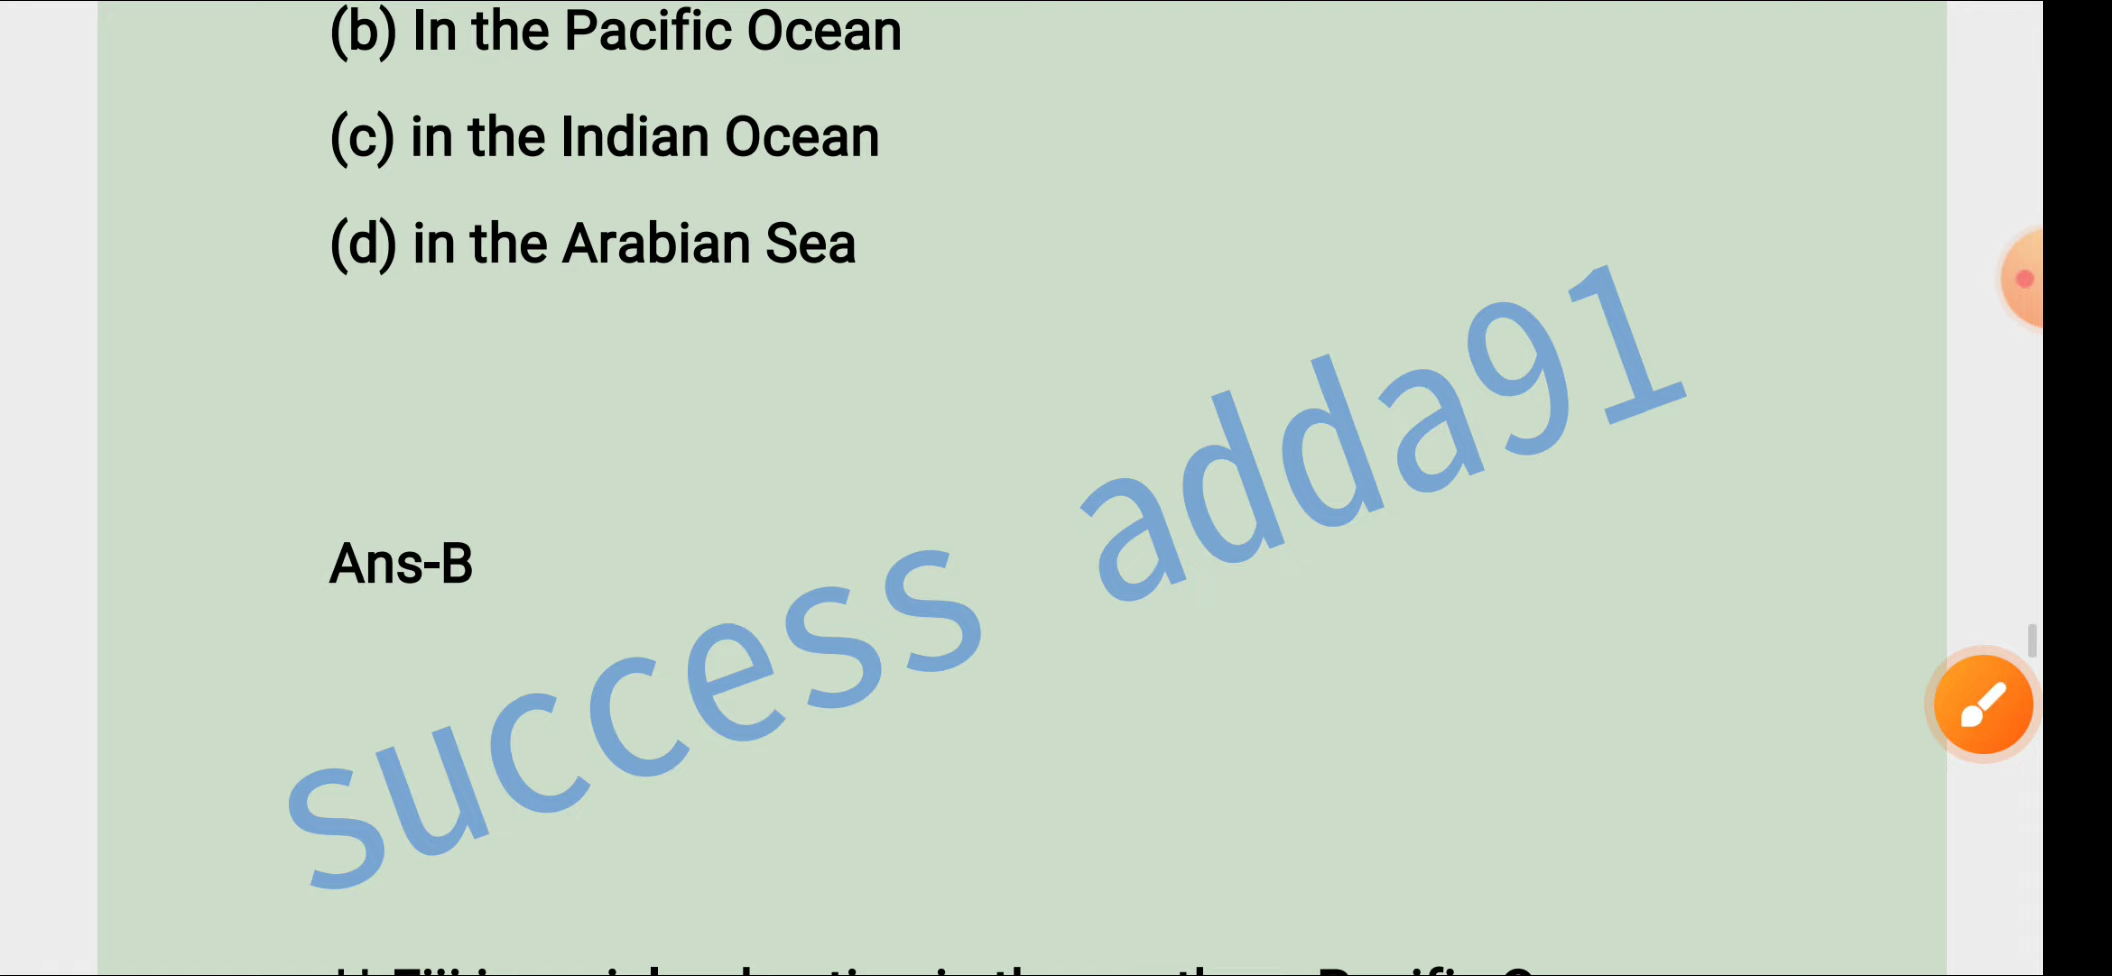 (b) In the Pacific Ocean
(c) in the Indian Ocean
(d) in the Arabian Sea
success adda91
Ans-B